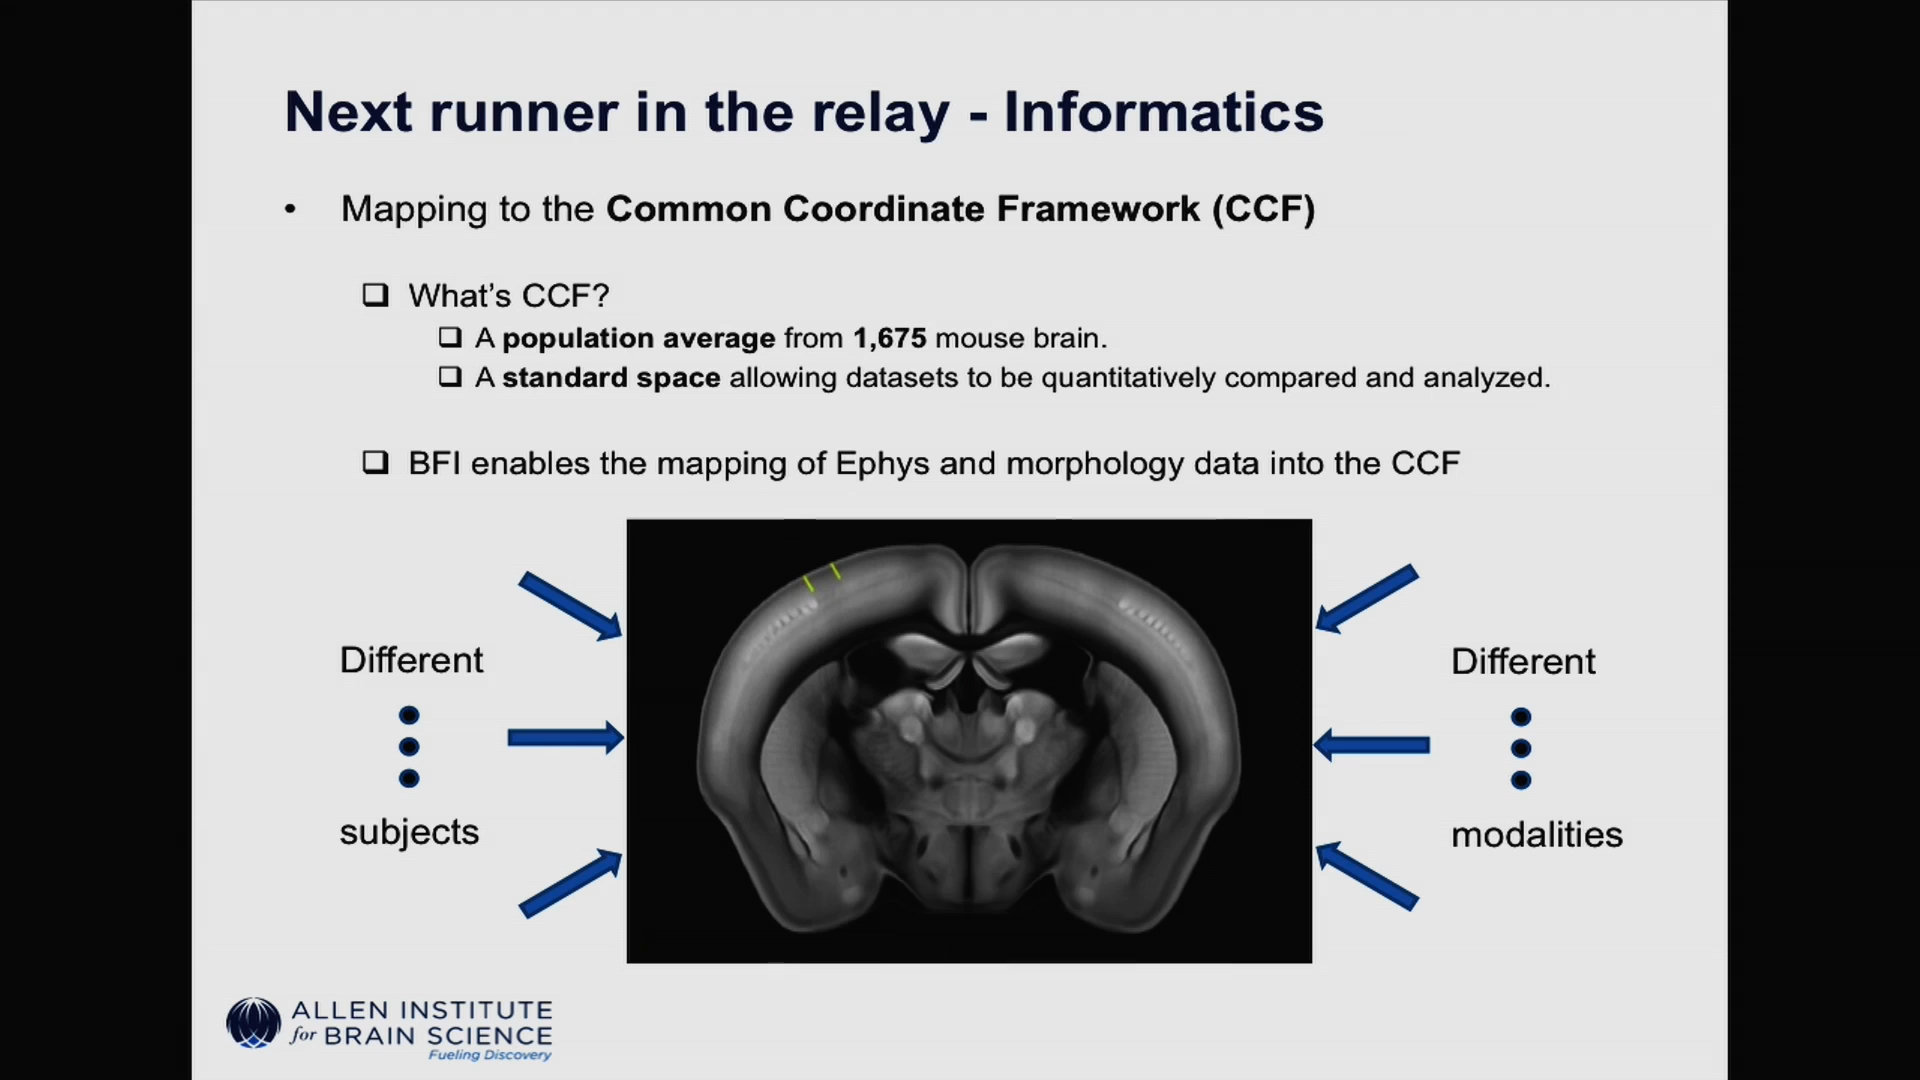 Next runner in the relay - Informatics
• Mapping to the Common Coordinate Framework (CCF)
❑ What’s CCF?
❑ A population average from 1,675 mouse brain.
❑ A standard space allowing datasets to be quantitatively compared and analyzed.
❑ BFI enables the mapping of Ephys and morphology data into the CCF
Different
subjects
Different
modalities
ALLEN INSTITUTE
for BRAIN SCIENCE
Fueling Discovery